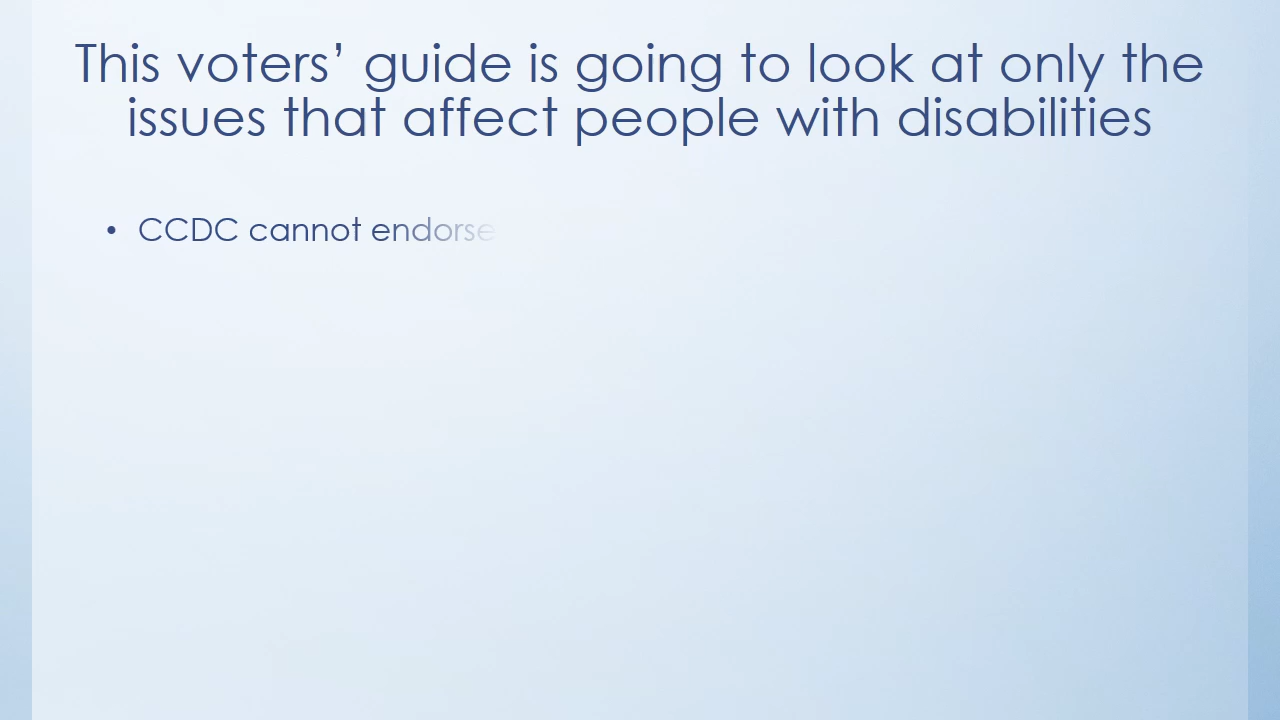 This voters’ guide is going to look at only the
issues that affect people with disabilities
• CCDC cannot endorse